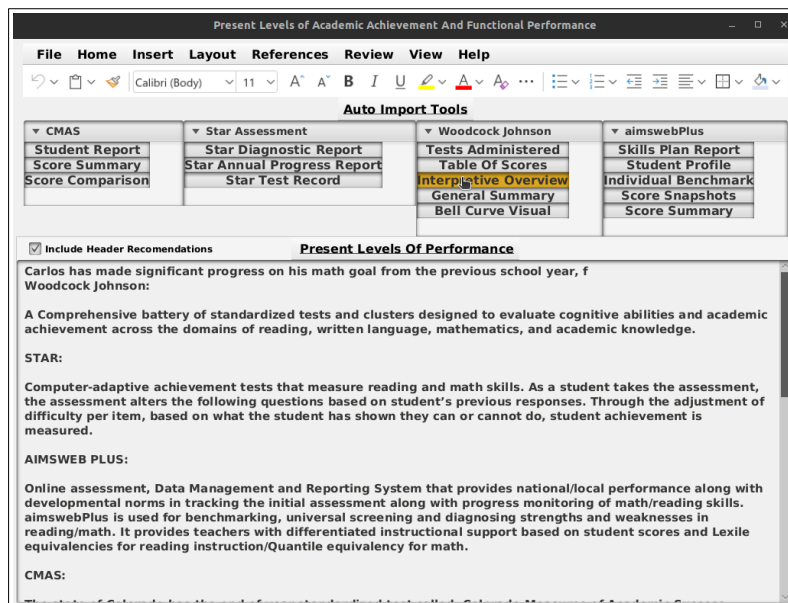 Present Levels of Academic Achievement And Functional Performance
File Home Insert Layout References Review View Help
Calibri (Body) 11 A A B I U A A
Auto Import Tools
CMAS Star Assessment Woodcock Johnson aimswebPlus
Student Report Star Diagnostic Report Tests Administered Skills Plan Report
Score Summary Star Annual Progress Report Table Of Scores Student Profile
Score Comparison Star Test Record Interpretive Overview Individual Benchmark
General Summary Score Snapshots
Bell Curve Visual Score Summary
Include Header Recomendations Present Levels Of Performance
Carlos has made significant progress on his math goal from the previous school year, f
Woodcock Johnson:
A Comprehensive battery of standardized tests and clusters designed to evaluate cognitive abilities and academic
achievement across the domains of reading, written language, mathematics, and academic knowledge.
STAR:
Computer-adaptive achievement tests that measure reading and math skills. As a student takes the assessment,
the assessment alters the following questions based on student’s previous responses. Through the adjustment of
difficulty per item, based on what the student has shown they can or cannot do, student achievement is
measured.
AIMSWEB PLUS:
Online assessment, Data Management and Reporting System that provides national/local performance along with
developmental norms in tracking the initial assessment along with progress monitoring of math/reading skills.
aimswebPlus is used for benchmarking, universal screening and diagnosing strengths and weaknesses in
reading/math. It provides teachers with differentiated instructional support based on student scores and Lexile
equivalencies for reading instruction/Quantile equivalency for math.
CMAS: